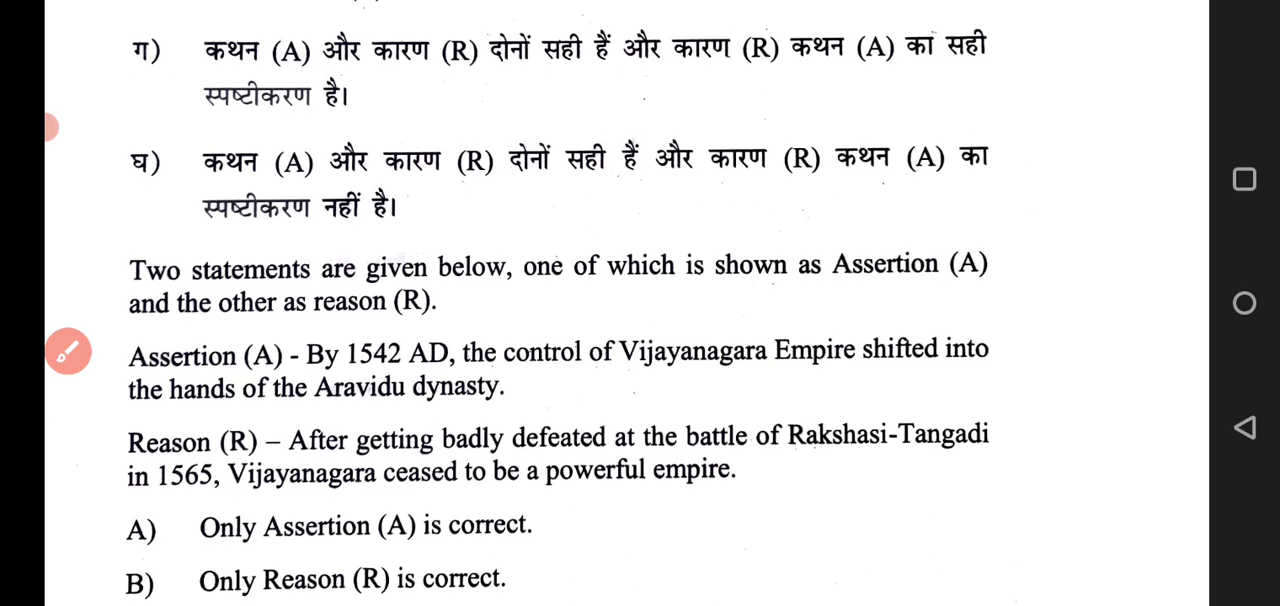 ग) कथन (A) और कारण (R) दोनों सही हैं और कारण (R) कथन (A) का सही
स्पष्टीकरण है।
घ) कथन (A) और कारण (R) दोनों सही हैं और कारण (R) कथन (A) का
स्पष्टीकरण नहीं है।
Two statements are given below, one of which is shown as Assertion (A)
and the other as reason (R).
Assertion (A) - By 1542 AD, the control of Vijayanagara Empire shifted into
the hands of the Aravidu dynasty.
Reason (R) – After getting badly defeated at the battle of Rakshasi-Tangadi
in 1565, Vijayanagara ceased to be a powerful empire.
A) Only Assertion (A) is correct.
B) Only Reason (R) is correct.